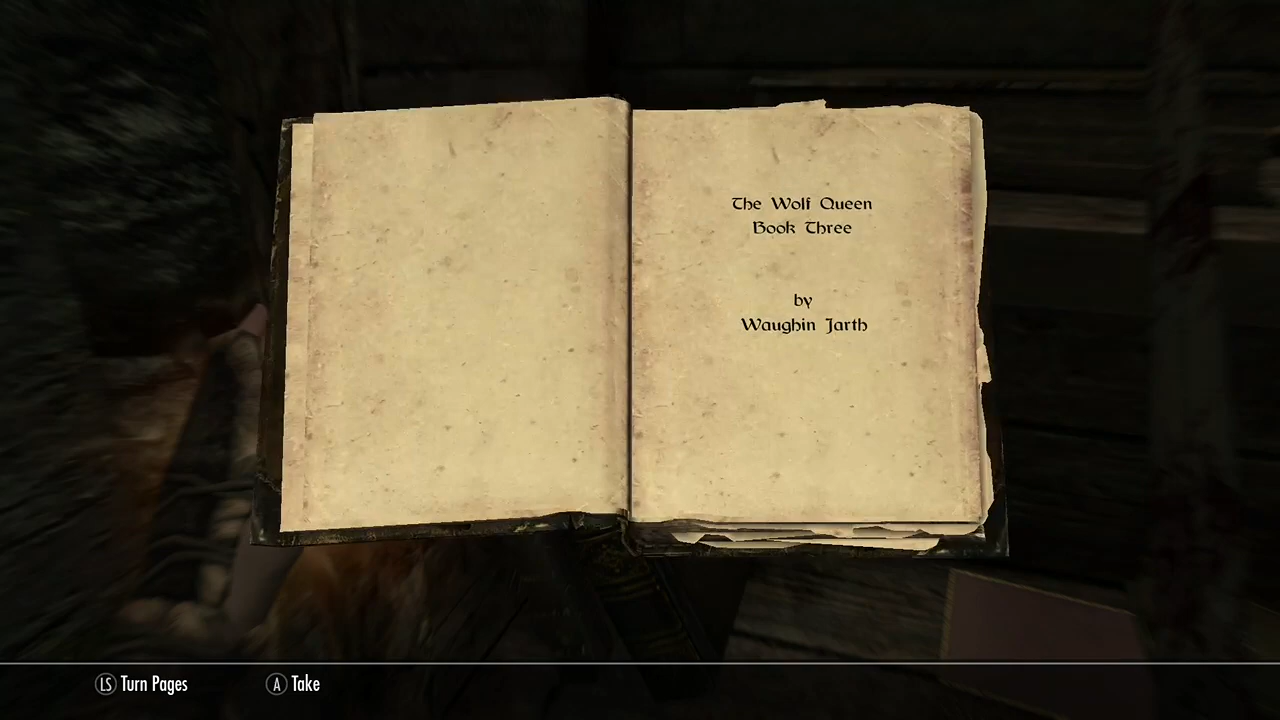 The Wolf Queen
Book Three
by
Waughin Jarth
LS Turn Pages
A Take